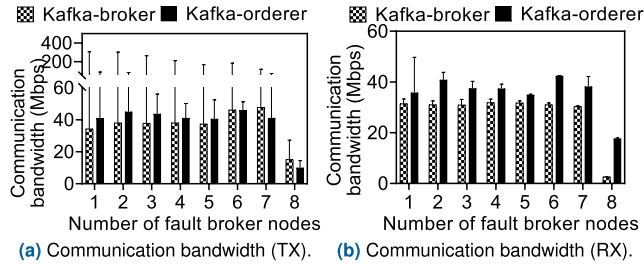 Kafka-broker Kafka-orderer
Communication bandwidth (Mbps)
400
200
60
40
20
0
1 2 3 4 5 6 7 8
Number of fault broker nodes
(a) Communication bandwidth (TX).
Kafka-broker Kafka-orderer
Communication
bandwidth (Mbps)
60
40
20
0
1 2 3 4 5 6 7 8
Number of fault broker nodes
(b) Communication bandwidth (RX).